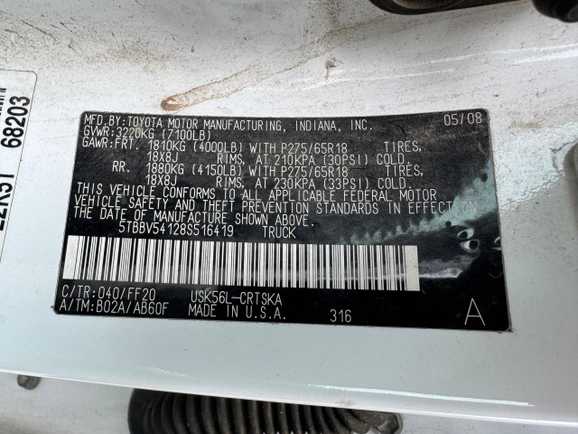 MFD.BY:TOYOTA MOTOR MANUFACTURING, INDIANA, INC. 05/08
GVWR:3220KG (7100LB)
GAWR:FRT. 1810KG (4000LB) WITH P275/65R18 TIRES,
18X8J RIMS, AT 210KPA (30PSI) COLD.
RR. 1880KG (4150LB) WITH P275/65R18 TIRES,
18X8J RIMS, AT 230KPA (33PSI) COLD.
THIS VEHICLE CONFORMS TO ALL APPLICABLE FEDERAL MOTOR
VEHICLE SAFETY AND THEFT PREVENTION STANDARDS IN EFFECT
ON THE DATE OF MANUFACTURE SHOWN ABOVE.
5TBBV54128S516419 TRUCK
C/TR:040/FF20 USK56L-CRTSKA
A/TM:B02A/AB60F MADE IN U.S.A. 316 A
68203